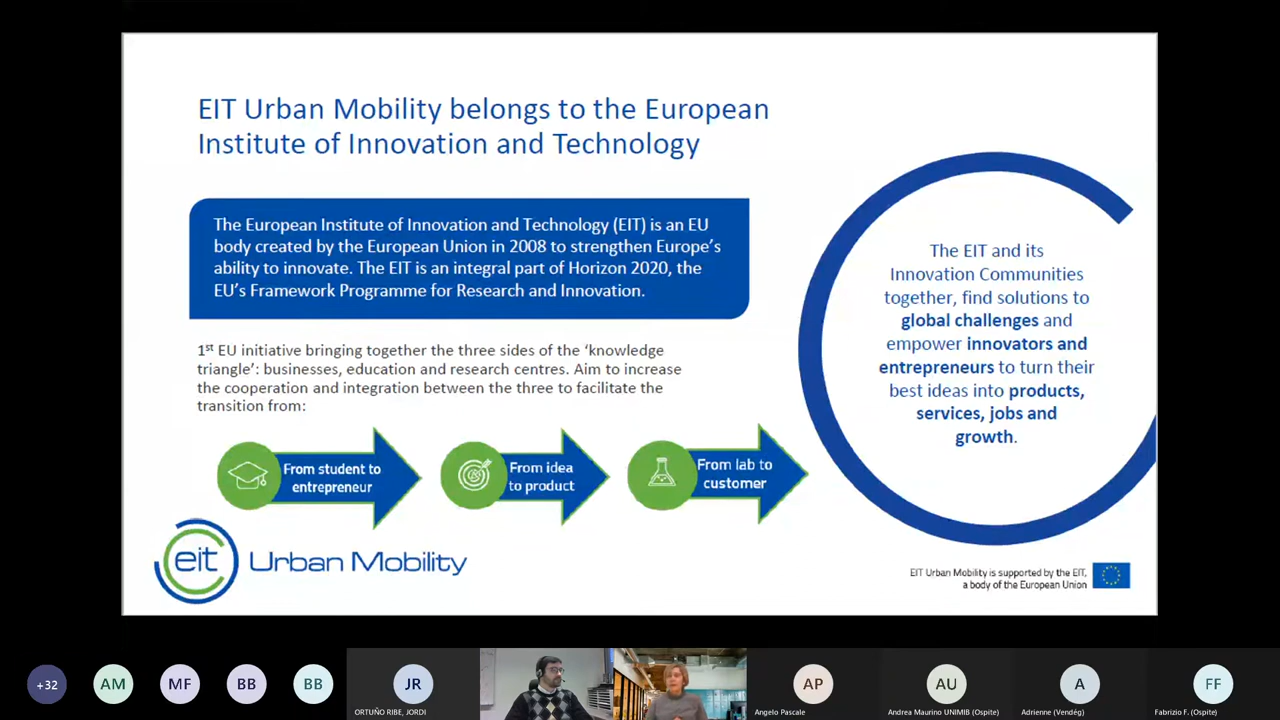 EIT Urban Mobility belongs to the European
Institute of Innovation and Technology
The European Institute of Innovation and Technology (EIT) is an EU
body created by the European Union in 2008 to strengthen Europe's
ability to innovate. The EIT is an integral part of Horizon 2020, the
EU's Framework Programme for Research and Innovation.
1st EU initiative bringing together the three sides of the 'knowledge
triangle': businesses, education and research centres. Aim to increase
the cooperation and integration between the three to facilitate the
transition from:
From student to
entrepreneur
From idea
to product
From lab to
customer
The EIT and its
Innovation Communities
together, find solutions to
global challenges and
empower innovators and
entrepreneurs to turn their
best ideas into products,
services, jobs and
growth.
eit Urban Mobility
EIT Urban Mobility is supported by the EIT,
a body of the European Union
+32
AM
MF
BB
BB
JR
ORTUÑO RIBE, JORDI
AP
Angelo Pascale
AU
Andrea Maurino UNIMIB (Ospite)
A
Adrienne (Vendég)
FF
Fabrizio F. (Ospite)